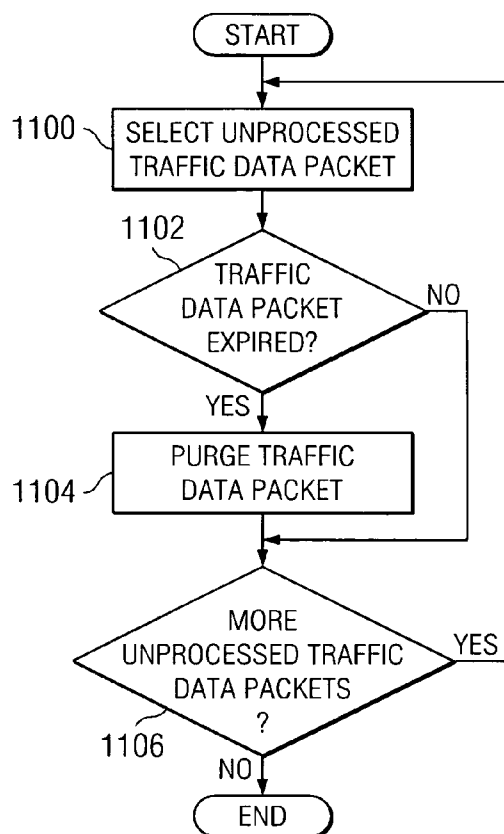 START
1100
SELECT UNPROCESSED
TRAFFIC DATA PACKET
1102
TRAFFIC
DATA PACKET
EXPIRED?
NO
YES
1104
PURGE TRAFFIC
DATA PACKET
MORE
UNPROCESSED TRAFFIC
DATA PACKETS
?
YES
1106
NO
END